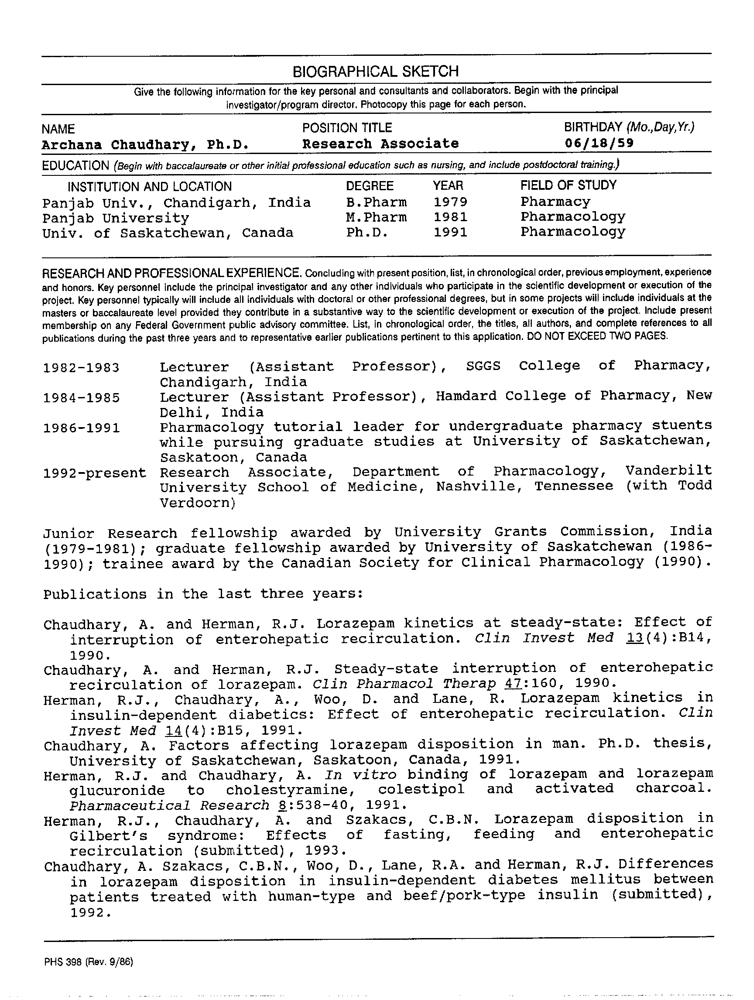 BIOGRAPHICAL SKETCH
Give the following information for the key personal and consultants and collaborators. Begin with the principal
investigator/program director. Photocopy this page for each person.
NAME POSITION TITLE BIRTHDAY (Mo.,Day,Yr.)
Archana Chaudhary, Ph.D. Research Associate 06/18/59
EDUCATION (Begin with baccalaureate or other initial professional education such as nursing, and include postdoctoral training.)
INSTITUTION AND LOCATION DEGREE YEAR FIELD OF STUDY
Panjab Univ., Chandigarh, India B.Pharm 1979 Pharmacy
Panjab University M.Pharm 1981 Pharmacology
Univ. of Saskatchewan, Canada Ph.D. 1991 Pharmacology
RESEARCH AND PROFESSIONAL EXPERIENCE. Concluding with present position, list, in chronological order, previous employment, experience
and honors. Key personnel include the principal investigator and any other individuals who participate in the scientific development or execution of the
project. Key personnel typically will include all individuals with doctoral or other professional degrees, but in some projects will include individuals at the
masters or baccalaureate level provided they contribute in a substantive way to the scientific development or execution of the project. Include present
membership on any Federal Government public advisory committee. List, in chronological order, the titles, all authors, and complete references to all
publications during the past three years and to representative earlier publications pertinent to this application. DO NOT EXCEED TWO PAGES.
1982-1983 Lecturer (Assistant Professor), SGGS College of Pharmacy,
Chandigarh, India
1984-1985 Lecturer (Assistant Professor), Hamdard College of Pharmacy, New
Delhi, India
1986-1991 Pharmacology tutorial leader for undergraduate pharmacy stuents
while pursuing graduate studies at University of Saskatchewan,
Saskatoon, Canada
1992-present Research Associate, Department of Pharmacology, Vanderbilt
University School of Medicine, Nashville, Tennessee (with Todd
Verdoorn)
Junior Research fellowship awarded by University Grants Commission, India
(1979-1981); graduate fellowship awarded by University of Saskatchewan (1986-
1990); trainee award by the Canadian Society for Clinical Pharmacology (1990).
Publications in the last three years:
Chaudhary, A. and Herman, R.J. Lorazepam kinetics at steady-state: Effect of
interruption of enterohepatic recirculation. Clin Invest Med 13(4):B14,
1990.
Chaudhary, A. and Herman, R.J. Steady-state interruption of enterohepatic
recirculation of lorazepam. Clin Pharmacol Therap 47:160, 1990.
Herman, R.J., Chaudhary, A., Woo, D. and Lane, R. Lorazepam kinetics in
insulin-dependent diabetics: Effect of enterohepatic recirculation. Clin
Invest Med 14(4):B15, 1991.
Chaudhary, A. Factors affecting lorazepam disposition in man. Ph.D. thesis,
University of Saskatchewan, Saskatoon, Canada, 1991.
Herman, R.J. and Chaudhary, A. In vitro binding of lorazepam and lorazepam
glucuronide to cholestyramine, colestipol and activated charcoal.
Pharmaceutical Research 8:538-40, 1991.
Herman, R.J., Chaudhary, A. and Szakacs, C.B.N. Lorazepam disposition in
Gilbert's syndrome: Effects of fasting, feeding and enterohepatic
recirculation (submitted), 1993.
Chaudhary, A. Szakacs, C.B.N., Woo, D., Lane, R.A. and Herman, R.J. Differences
in lorazepam disposition in insulin-dependent diabetes mellitus between
patients treated with human-type and beef/pork-type insulin (submitted),
1992.
PHS 398 (Rev. 9/86)